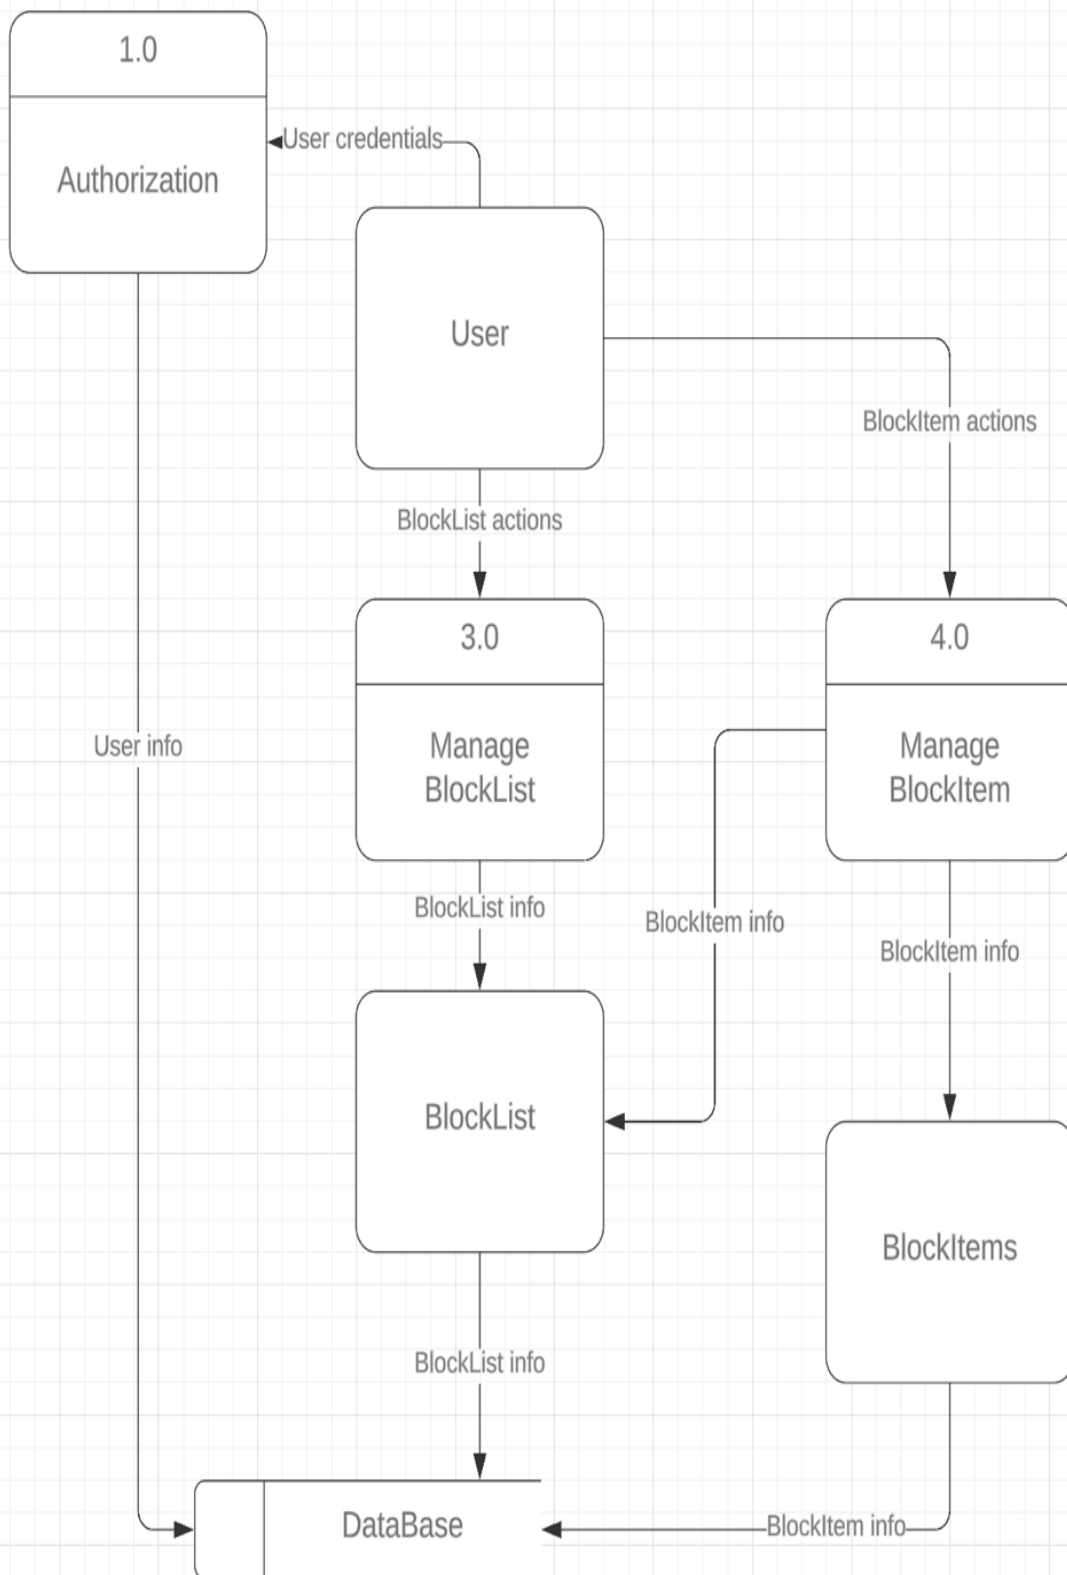 1.0
Authorization
User credentials
User
BlockItem actions
BlockList actions
3.0
Manage
BlockList
4.0
Manage
BlockItem
User info
BlockList info
BlockItem info
BlockItem info
BlockList
BlockItems
BlockList info
DataBase
BlockItem info